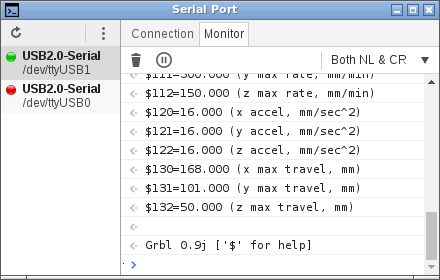 Serial Port
USB2.0-Serial
/dev/ttyUSB1
USB2.0-Serial
/dev/ttyUSB0
Connection
Monitor
Both NL & CR
$111=500.000 (y max rate, mm/min)
$112=150.000 (z max rate, mm/min)
$120=16.000 (x accel, mm/sec^2)
$121=16.000 (y accel, mm/sec^2)
$122=16.000 (z accel, mm/sec^2)
$130=168.000 (x max travel, mm)
$131=101.000 (y max travel, mm)
$132=50.000 (z max travel, mm)
Grbl 0.9j ['$' for help]